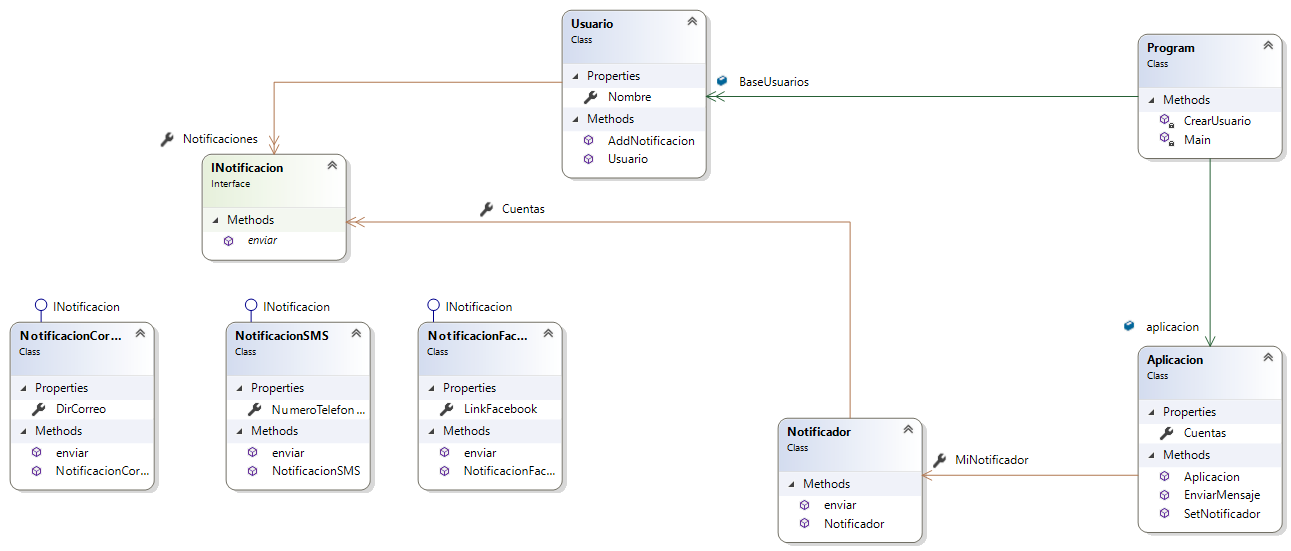 Usuario
Class
Properties
Nombre
Methods
AddNotificacion
Usuario
BaseUsuarios
Program
Class
Methods
CrearUsuario
Main
Notificaciones
INotificacion
Interface
Methods
enviar
Cuentas
INotificacion
NotificacionCor...
Class
Properties
DirCorreo
Methods
enviar
NotificacionCor...
INotificacion
NotificacionSMS
Class
Properties
NumeroTelefon...
Methods
enviar
NotificacionSMS
INotificacion
NotificacionFac...
Class
Properties
LinkFacebook
Methods
enviar
NotificacionFac...
Notificador
Class
Methods
enviar
Notificador
MiNotificador
aplicacion
Aplicacion
Class
Properties
Cuentas
Methods
Aplicacion
EnviarMensaje
SetNotificador